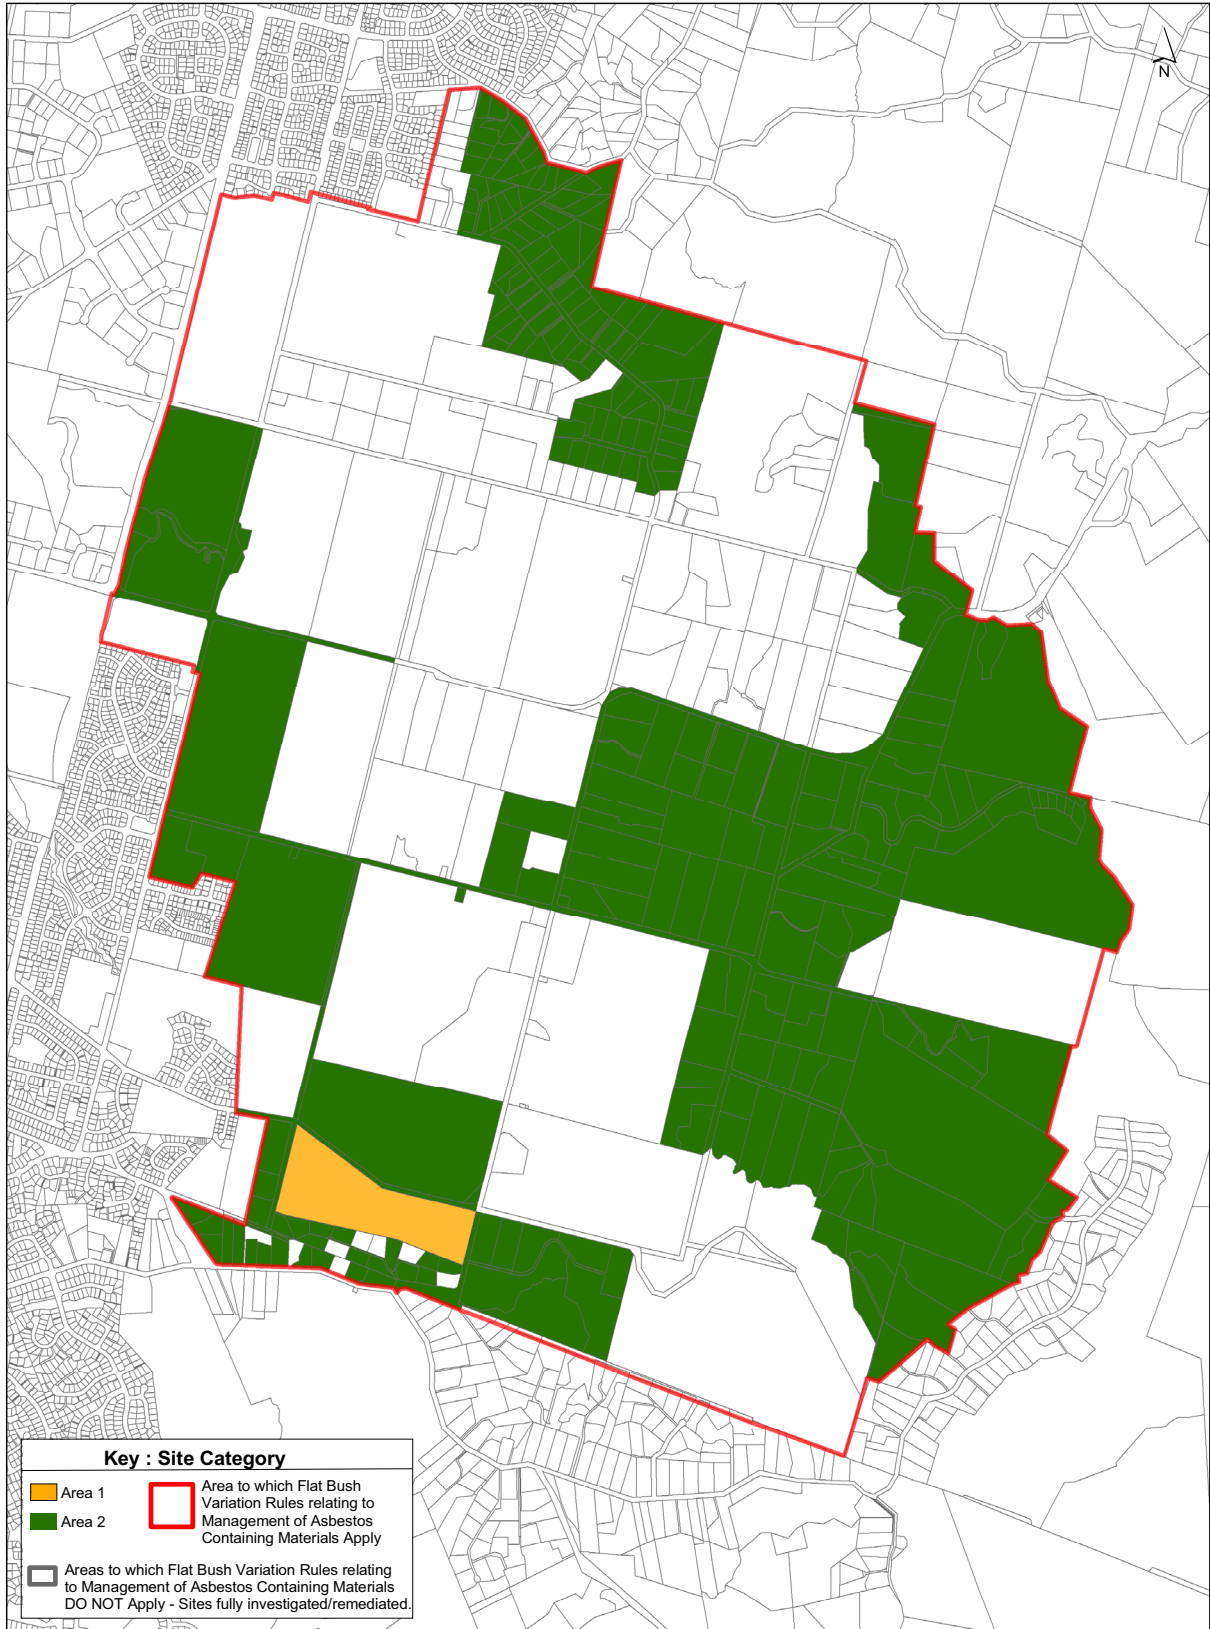 N
Key : Site Category
Area 1
Area 2
Area to which Flat Bush
Variation Rules relating to
Management of Asbestos
Containing Materials Apply
Areas to which Flat Bush Variation Rules relating
to Management of Asbestos Containing Materials
DO NOT Apply - Sites fully investigated/remediated.